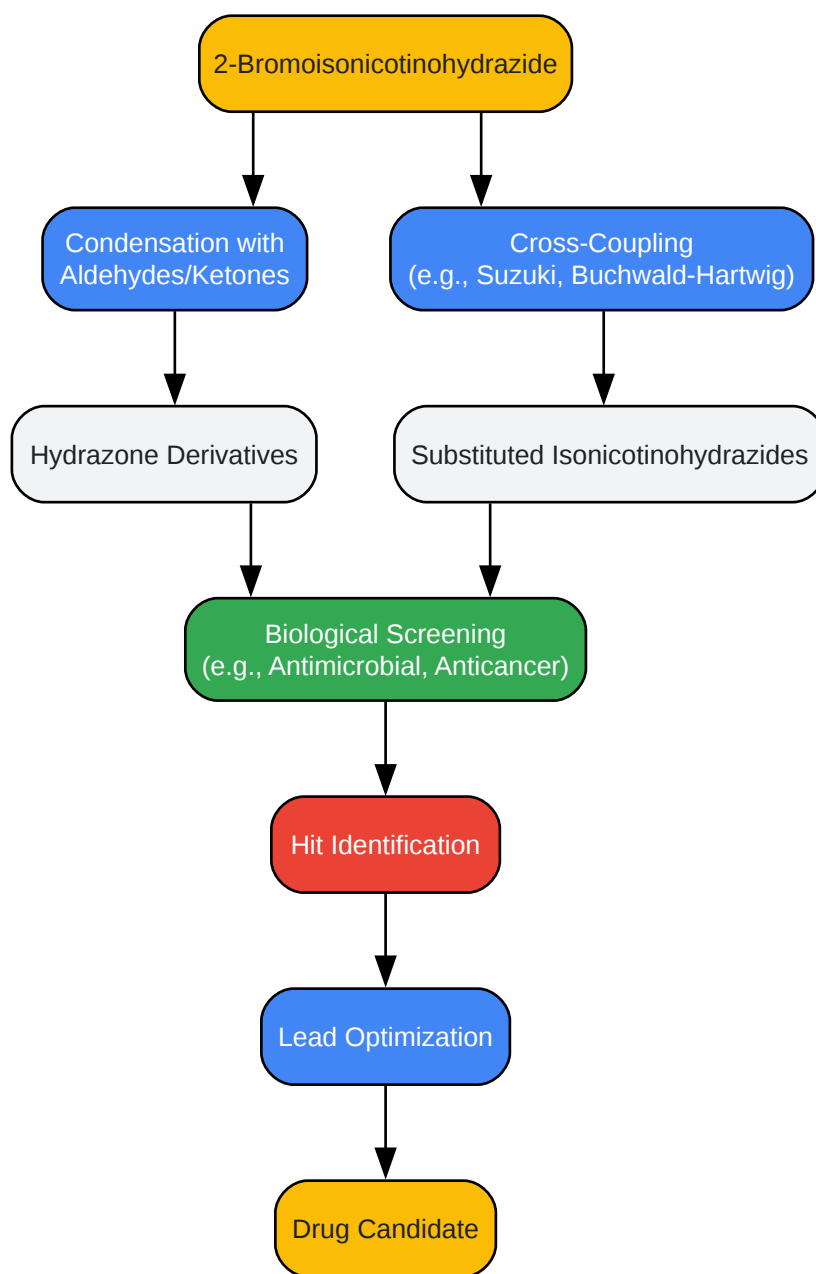 2-Bromoisonicotinohydrazide
Condensation with
Aldehydes/Ketones
Cross-Coupling
(e.g., Suzuki, Buchwald-Hartwig)
Hydrazone Derivatives
Substituted Isonicotinohydrazides
Biological Screening
(e.g., Antimicrobial, Anticancer)
Hit Identification
Lead Optimization
Drug Candidate